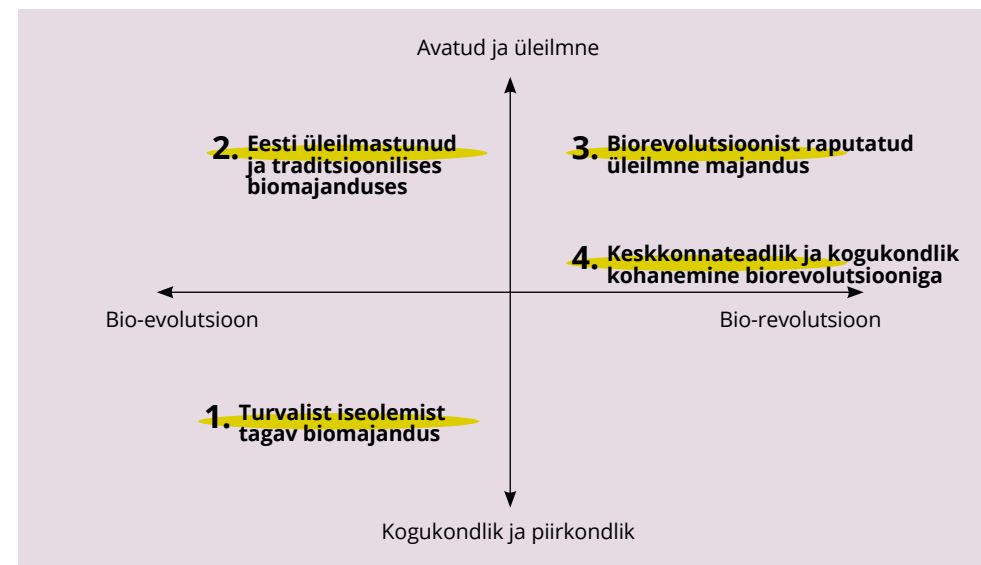 Avatud ja üleilmne
2. Eesti üleilmastunud
ja traditsioonilises
biomajanduses
3. Biorevolutsioonist raputatud
üleilmne majandus
4. Keskkonnateadlik ja kogukondlik
kohanemine biorevolutsiooniga
Bio-evolutsioon
Bio-revolutsioon
1. Turvalist iseolemist
tagav biomajandus
Kogukondlik ja piirkondlik